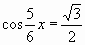 cos 5/6 x = √3/2